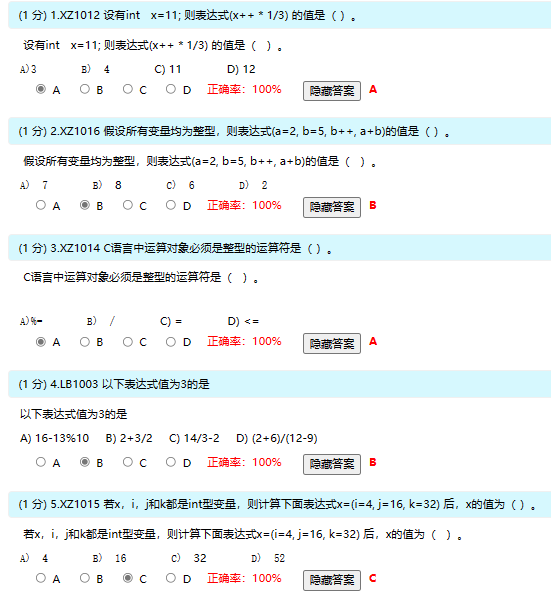 (1 分) 1.XZ1012 设有int x=11; 则表达式(x++ * 1/3) 的值是 ( ) 。
设有int x=11; 则表达式(x++ * 1/3) 的值是（ ）。
A)3 B) 4 C) 11 D) 12
A B C D 正确率：100% 隐藏答案 A
(1 分) 2.XZ1016 假设所有变量均为整型，则表达式(a=2, b=5, b++, a+b)的值是 ( ) 。
假设所有变量均为整型，则表达式(a=2, b=5, b++, a+b)的值是（ ）。
A) 7 B) 8 C) 6 D) 2
A B C D 正确率：100% 隐藏答案 B
(1 分) 3.XZ1014 C语言中运算对象必须是整型的运算符是 ( ) 。
C语言中运算对象必须是整型的运算符是（ ）。
A)%= B) / C) = D) <=
A B C D 正确率：100% 隐藏答案 A
(1 分) 4.LB1003 以下表达式值为3的是
以下表达式值为3的是
A) 16-13%10 B) 2+3/2 C) 14/3-2 D) (2+6)/(12-9)
A B C D 正确率：100% 隐藏答案 B
(1 分) 5.XZ1015 若x，i，j和k都是int型变量，则计算下面表达式x=(i=4, j=16, k=32) 后，x的值为 ( ) 。
若x，i，j和k都是int型变量，则计算下面表达式x=(i=4, j=16, k=32) 后，x的值为（ ）。
A) 4 B) 16 C) 32 D) 52
A B C D 正确率：100% 隐藏答案 C